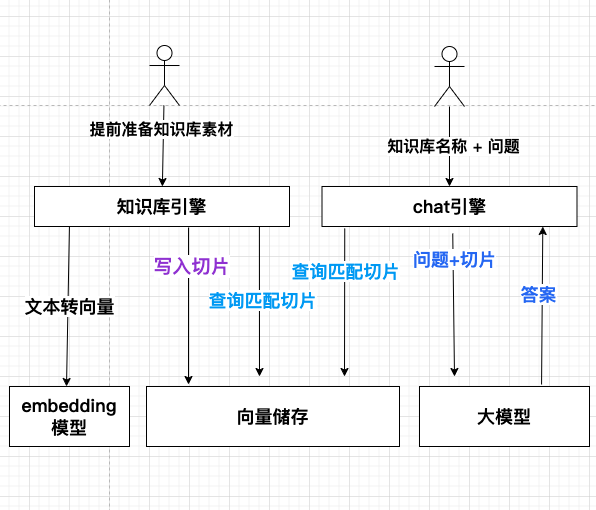 提前准备知识库素材
知识库名称 + 问题
知识库引擎
chat引擎
写入切片
查询匹配切片
查询匹配切片
问题+切片
文本转向量
答案
embedding
模型
向量储存
大模型